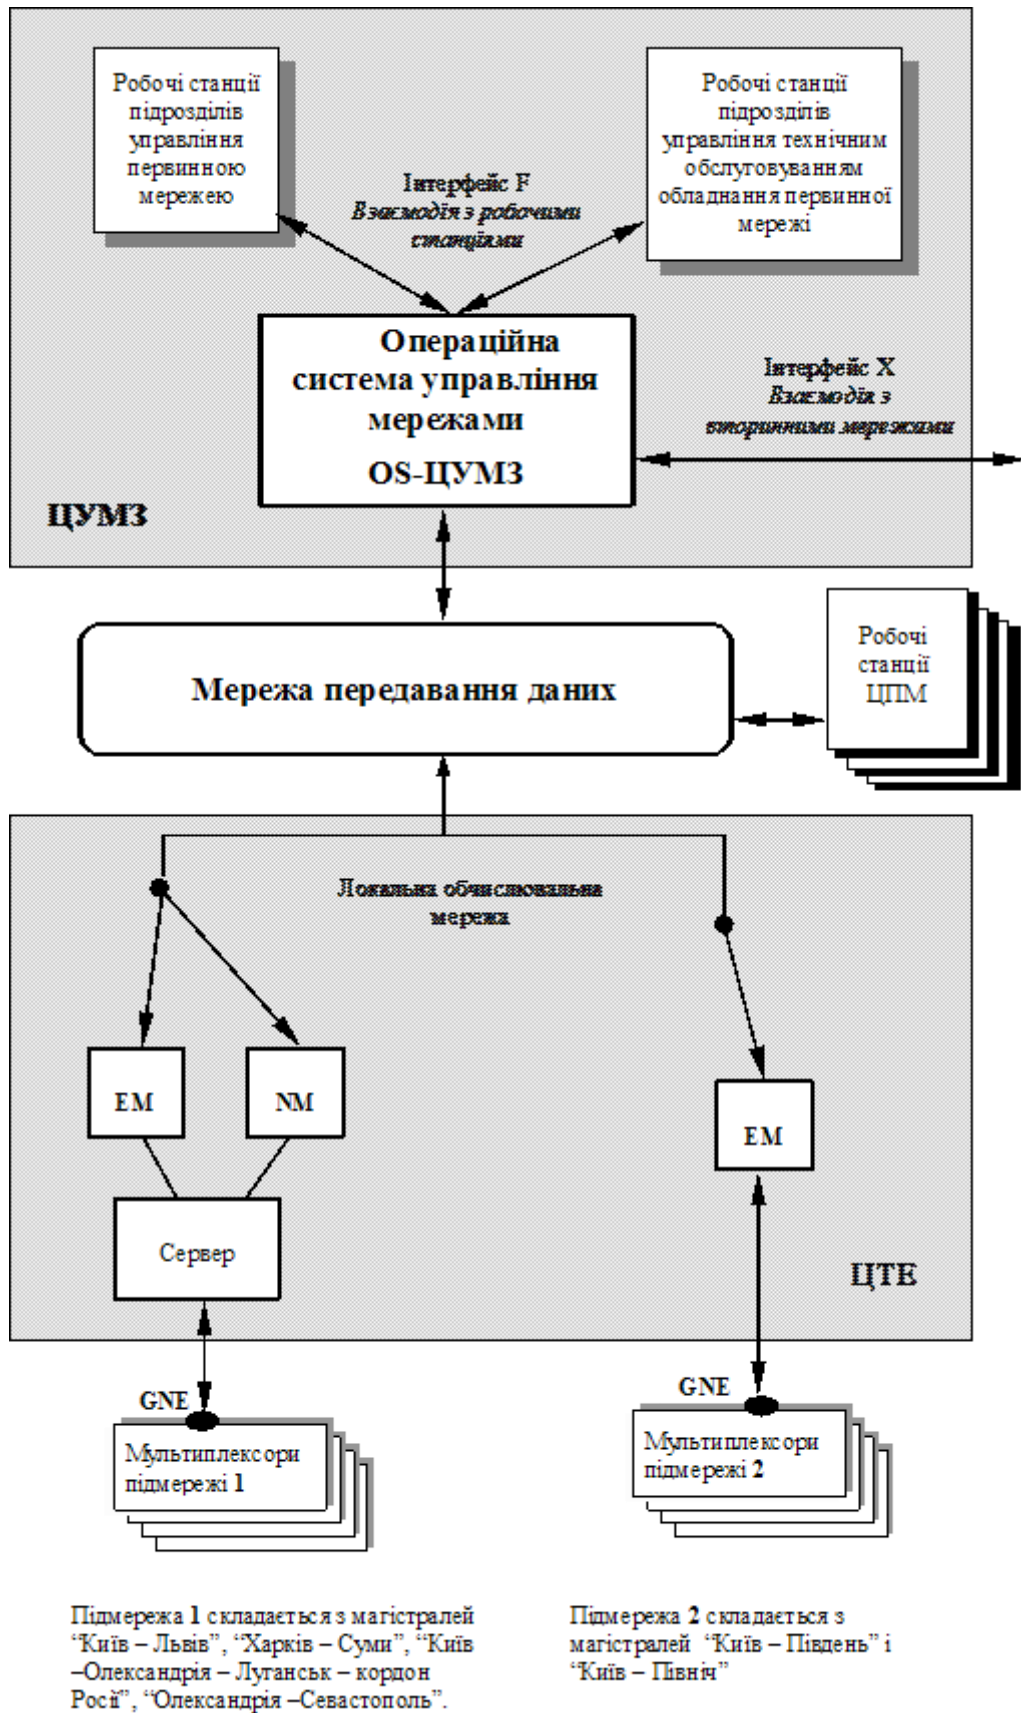 Робочі станції
підрозділів
управління
первинною
мережею
Робочі станції
підрозділів
управління технічним
обслуговуванням
обладнання первинної
мережі
Інтерфейс F
Взаємодія з робочими
станціями
Операційна
система управління
мережами
OS-ЦУМЗ
Інтерфейс X
Взаємодія з
вторинними мережами
ЦУМЗ
Мережа передавання даних
Робочі
станції
ЦПМ
Локальна обчислювальна
мережа
EM
NM
EM
Сервер
ЦТЕ
GNE
GNE
Мультиплексори
підмережі 1
Мультиплексори
підмережі 2
Підмережа 1 складається з магістралей
“Київ – Львів”, “Харків – Суми”, “Київ
–Олександрія – Луганськ – кордон
Росії”, “Олександрія –Севастополь”.
Підмережа 2 складається з
магістралей “Київ – Південь” і
“Київ – Північ”